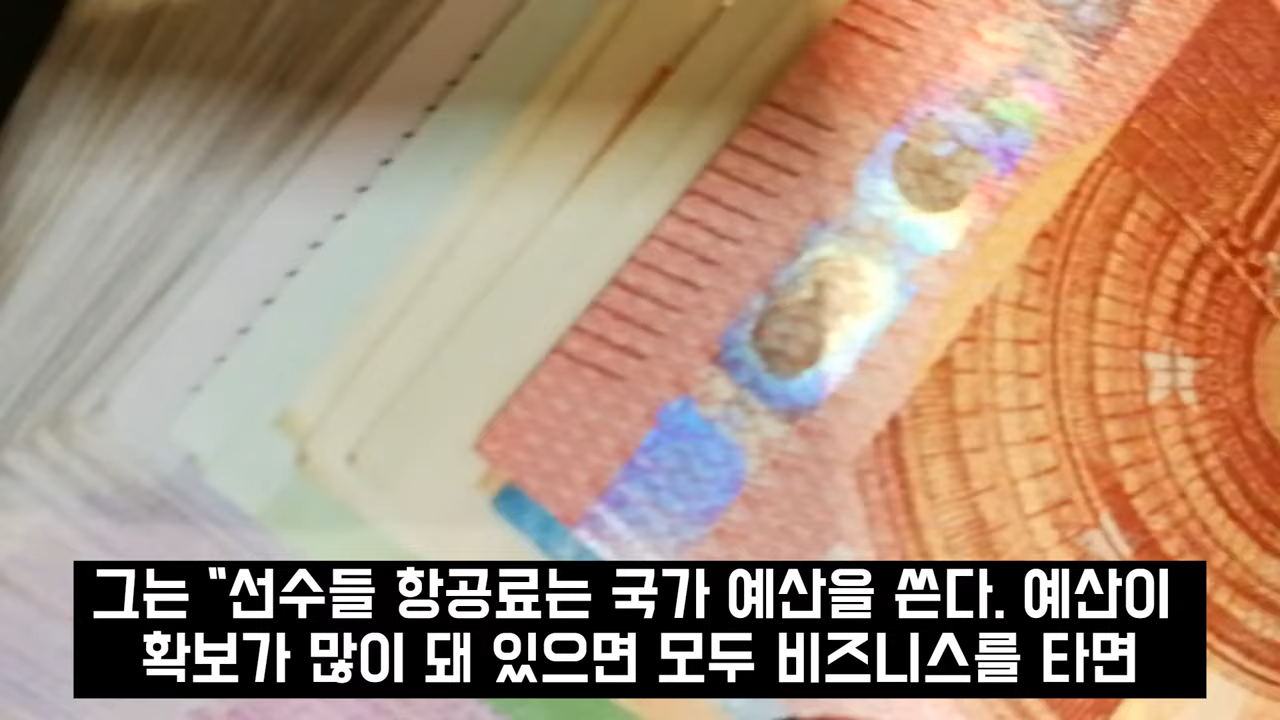 그는 "선수들 항공료는 국가 예산을 쓴다. 예산이
확보가 많이 돼 있으면 모두 비즈니스를 타면